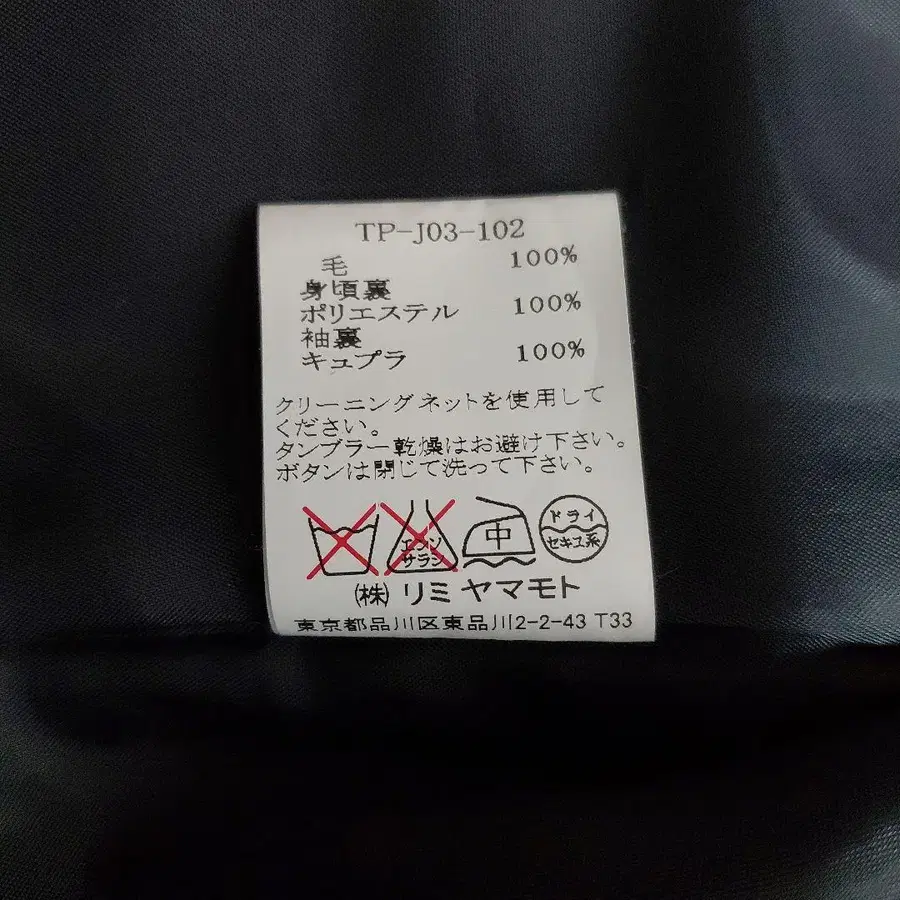 TP-J03-102
毛 100%
身頃裏
ポリエステル 100%
袖裏
キュプラ 100%
クリーニングネットを使用して
ください。
タンブラー乾燥はお避け下さい。
ボタンは閉じて洗って下さい。
エンソ
サラシ
中
ドライ
セキユ系
㈱ リミ ヤマモト
東京都品川区東品川2-2-43 T33